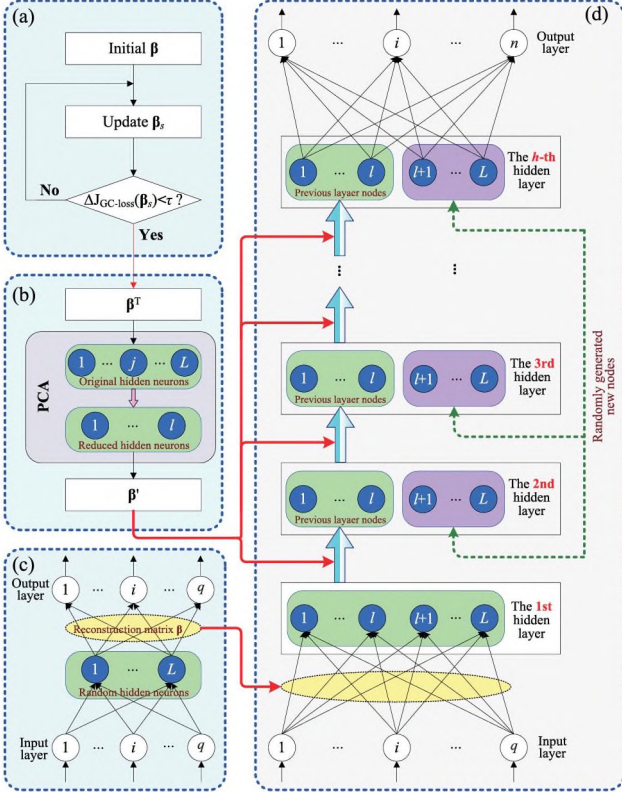 (a)
Initial β
Update βs
ΔJGC-loss(βs)<τ ?
No
Yes
(b)
βT
PCA
1 ... j ... L
Original hidden neurons
1 ... l
Reduced hidden neurons
β'
(c)
Output
layer
1 ... i ... q
Reconstruction matrix β
1 ... L
Random hidden neurons
Input
layer
1 ... i ... q
(d)
1 ... i ... n
Output
layer
1 ... l
Previous layaer nodes
l+1 ... L
The h-th
hidden
layer
... ...
1 ... l
Previous layaer nodes
l+1 ... L
The 3rd
hidden
layer
1 ... l
Previous layaer nodes
l+1 ... L
The 2nd
hidden
layer
Randomly generated
new nodes
1 ... l l+1 ... L
The 1st
hidden
layer
1 ... i ... q
Input
layer